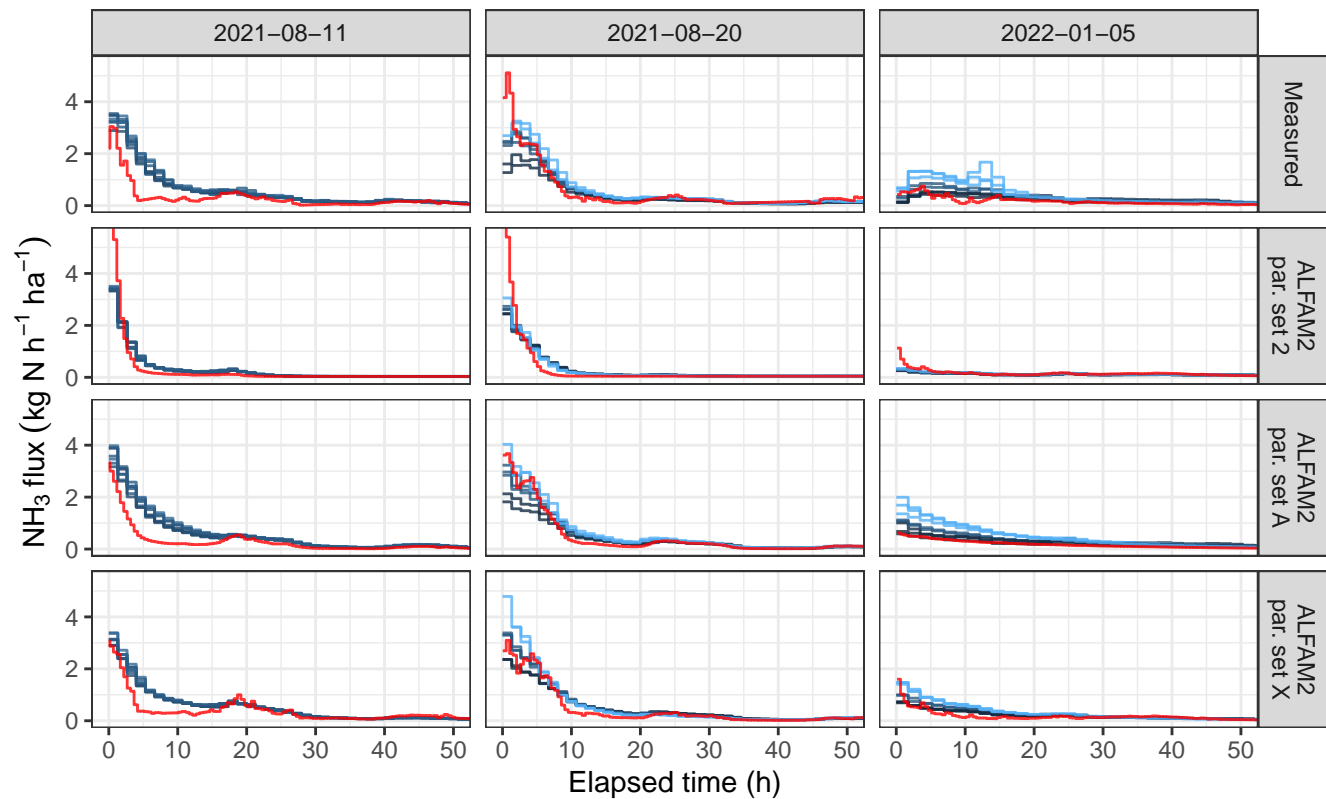 2021−08−11
2021−08−20
2022−01−05
Measured
ALFAM2
par. set 2
ALFAM2
par. set A
ALFAM2
par. set X
NH₃ flux (kg N h⁻¹ ha⁻¹)
4
2
0
4
2
0
4
2
0
4
2
0
0 10 20 30 40 50
0 10 20 30 40 50
0 10 20 30 40 50
Elapsed time (h)